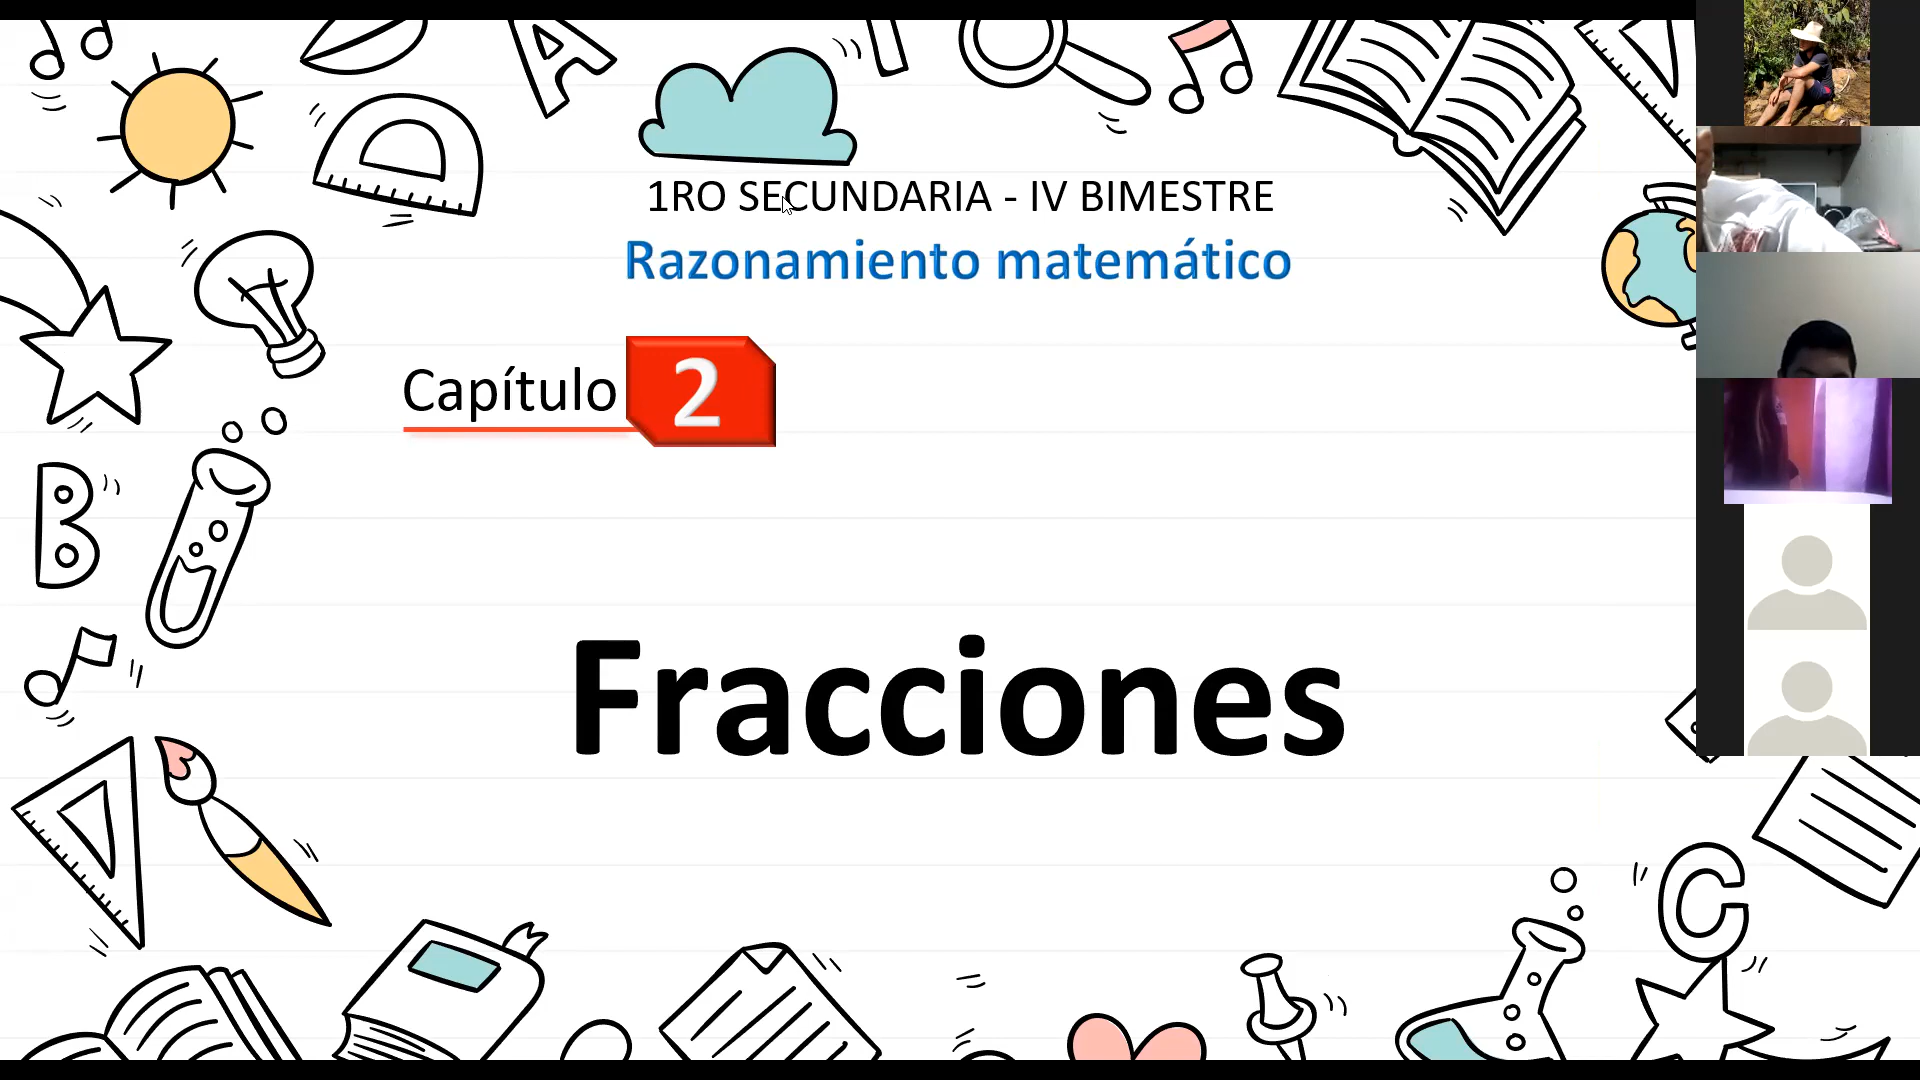 1RO SECUNDARIA - IV BIMESTRE
Razonamiento matemático
Capítulo 2
Fracciones
A
B
C